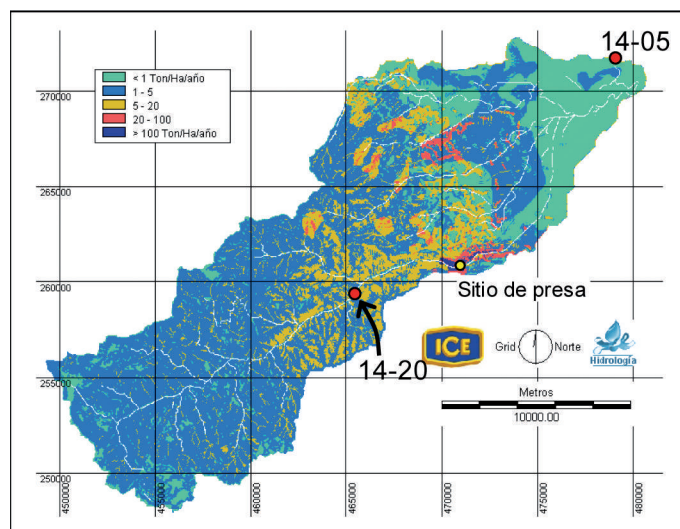 14-05
< 1 Ton/Ha/año
1 - 5
5 - 20
20 - 100
> 100 Ton/Ha/año
270000
265000
260000
255000
250000
Sitio de presa
14-20
ICE
Grid Norte
Hidrología
Metros
10000.00
450000
455000
460000
465000
470000
475000
480000